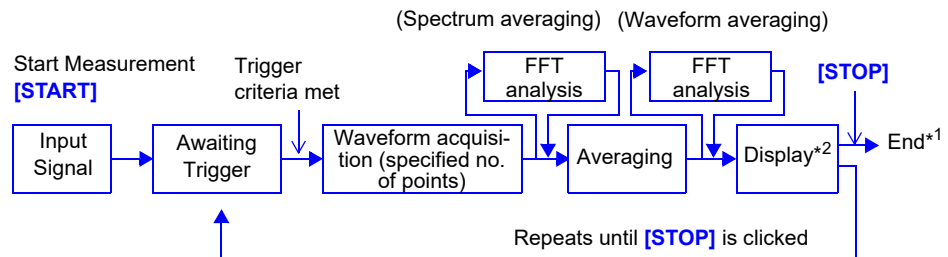 (Spectrum averaging)
(Waveform averaging)
Start Measurement
[START]
Trigger
criteria met
FFT
analysis
FFT
analysis
[STOP]
Input
Signal
Awaiting
Trigger
Waveform acquisi-
tion (specified no.
of points)
Averaging
Display*2
End*1
Repeats until [STOP] is clicked